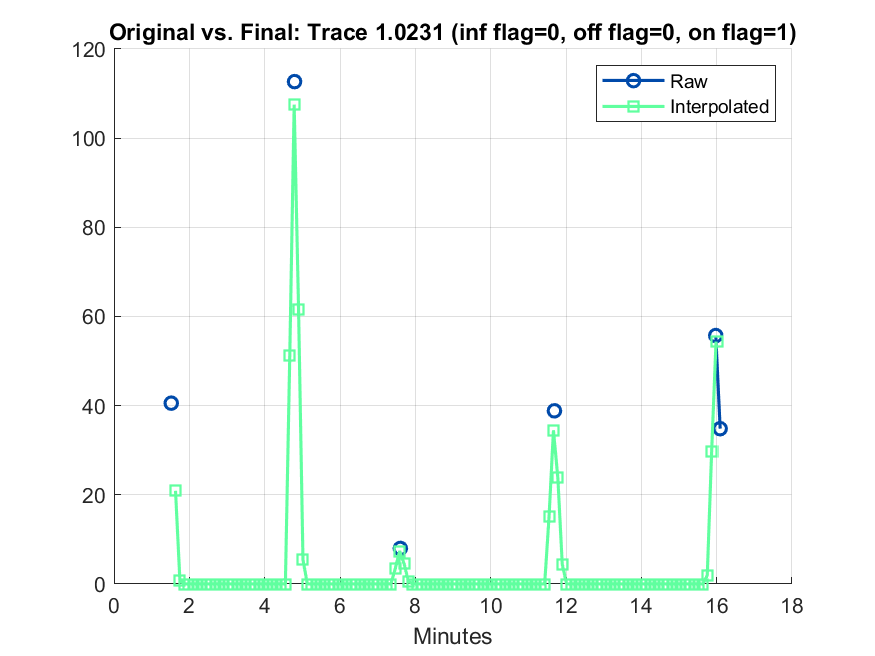 Original vs. Final: Trace 1.0231 (inf flag=0, off flag=0, on flag=1)
120
100
80
60
40
20
0
Raw
Interpolated
0 2 4 6 8 10 12 14 16 18
Minutes